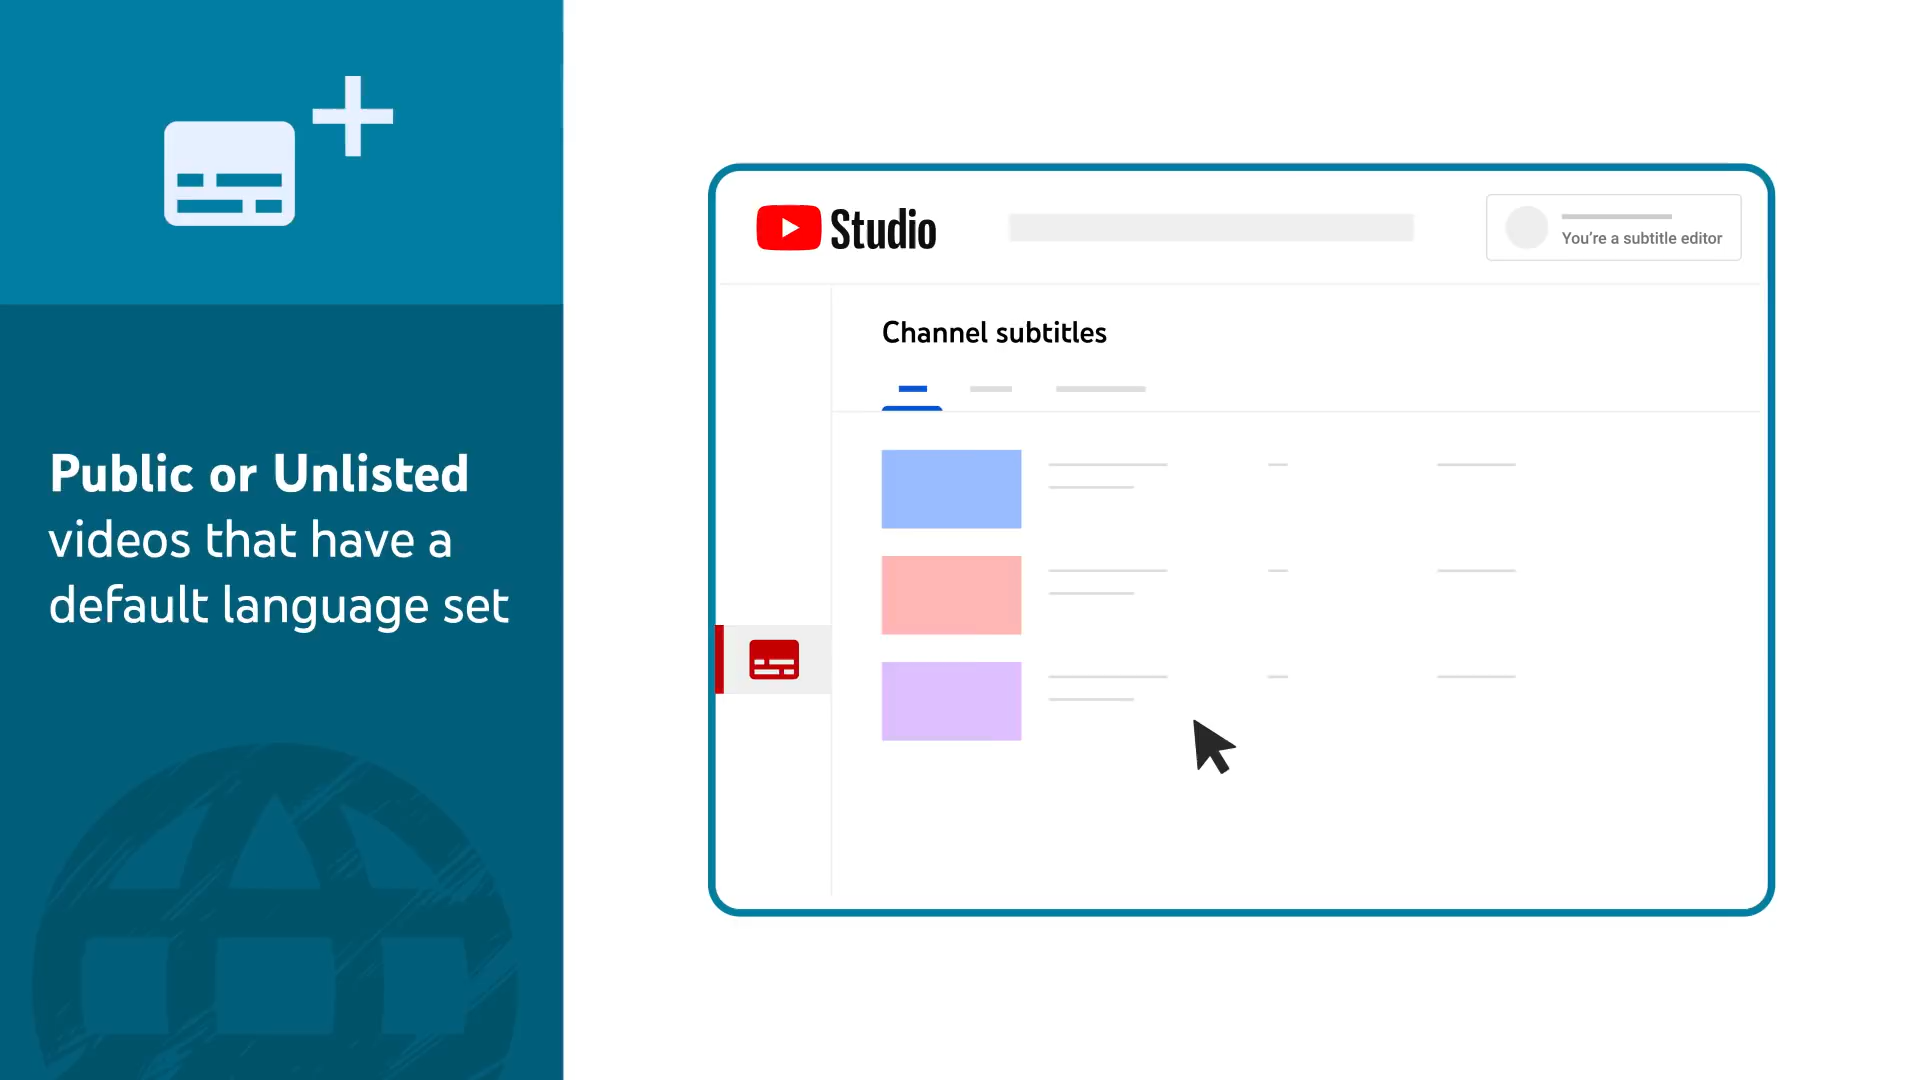 Public or Unlisted
videos that have a
default language set
Studio
You're a subtitle editor
Channel subtitles